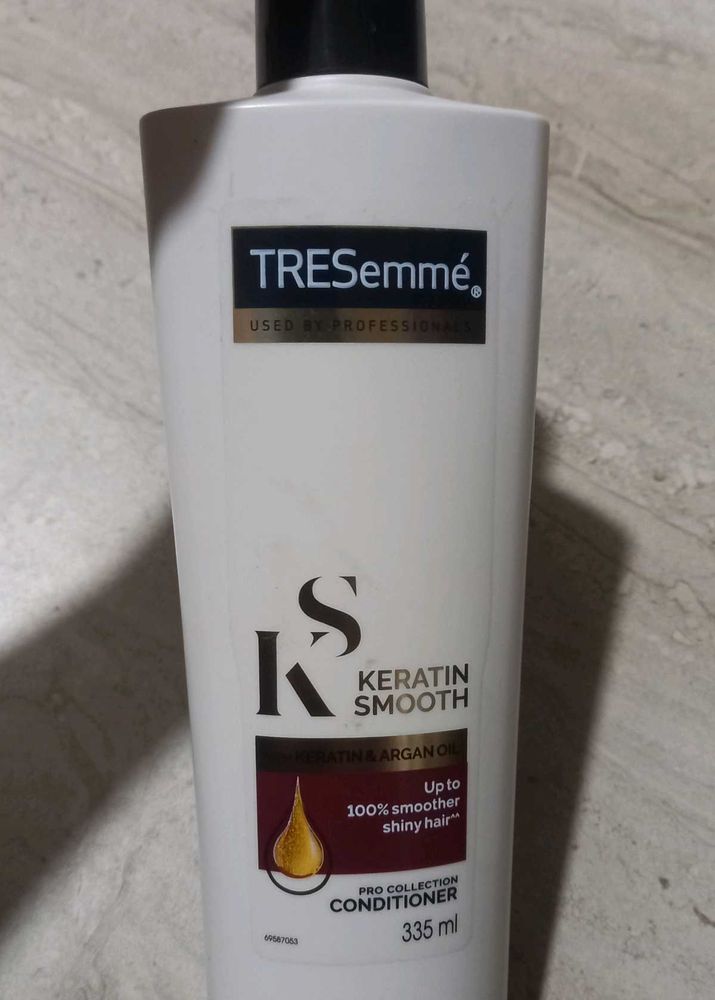 TRESemmé®
USED BY PROFESSIONALS
KS
KERATIN
SMOOTH
KERATIN & ARGAN OIL
Up to
100% smoother
shiny hair^^
PRO COLLECTION
CONDITIONER
335 ml
69587053